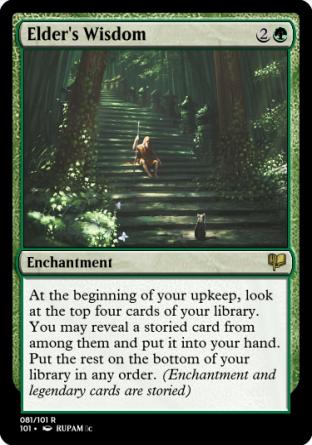 Elder's Wisdom 2
Enchantment
At the beginning of your upkeep, look
at the top four cards of your library.
You may reveal a storied card from
among them and put it into your hand.
Put the rest on the bottom of your
library in any order. (Enchantment and
legendary cards are storied)
081/101 R
101 • RUPAM